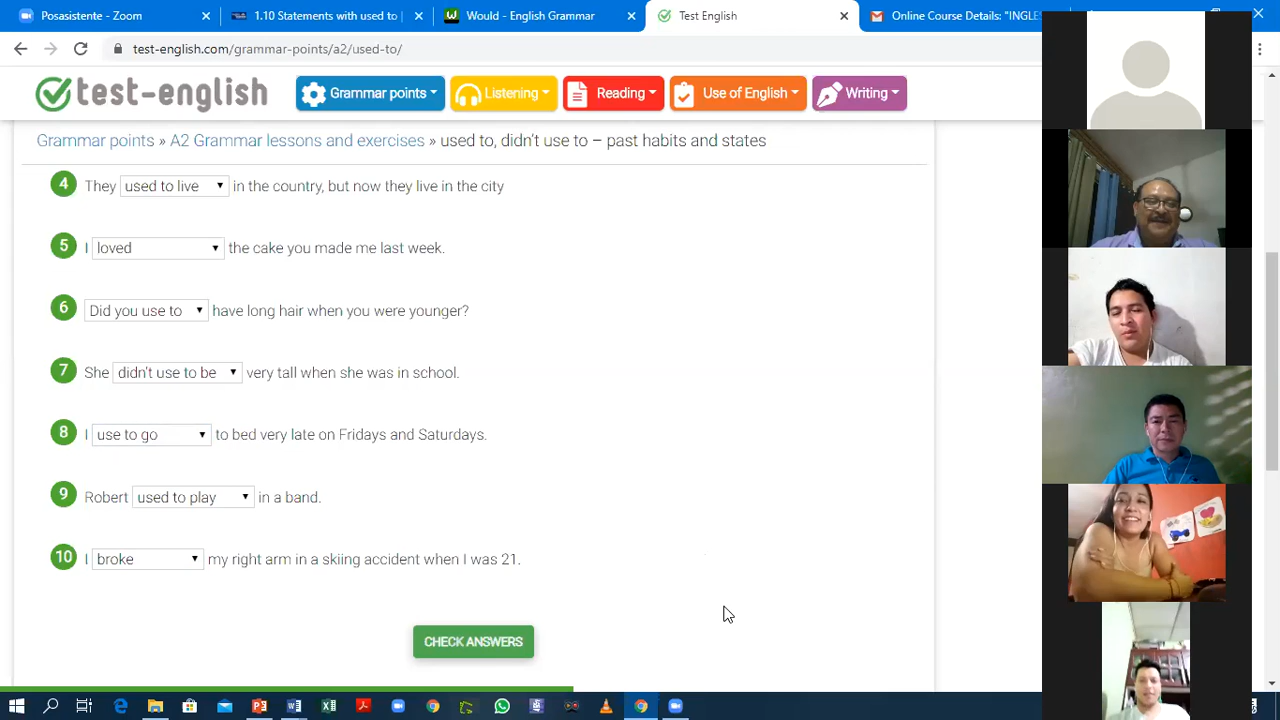 Posasistente - Zoom
1.10 Statements with used to
Would - English Grammar
Test English
Online Course Details: "INGLES
test-english.com/grammar-points/a2/used-to/
test-english
Grammar points
Listening
Reading
Use of English
Writing
Grammar points » A2 Grammar lessons and exercises » used to, didn't use to – past habits and states
4 They used to live in the country, but now they live in the city
5 I loved the cake you made me last week.
6 Did you use to have long hair when you were younger?
7 She didn't use to be very tall when she was in school.
8 I use to go to bed very late on Fridays and Saturdays.
9 Robert used to play in a band.
10 I broke my right arm in a skiing accident when I was 21.
CHECK ANSWERS